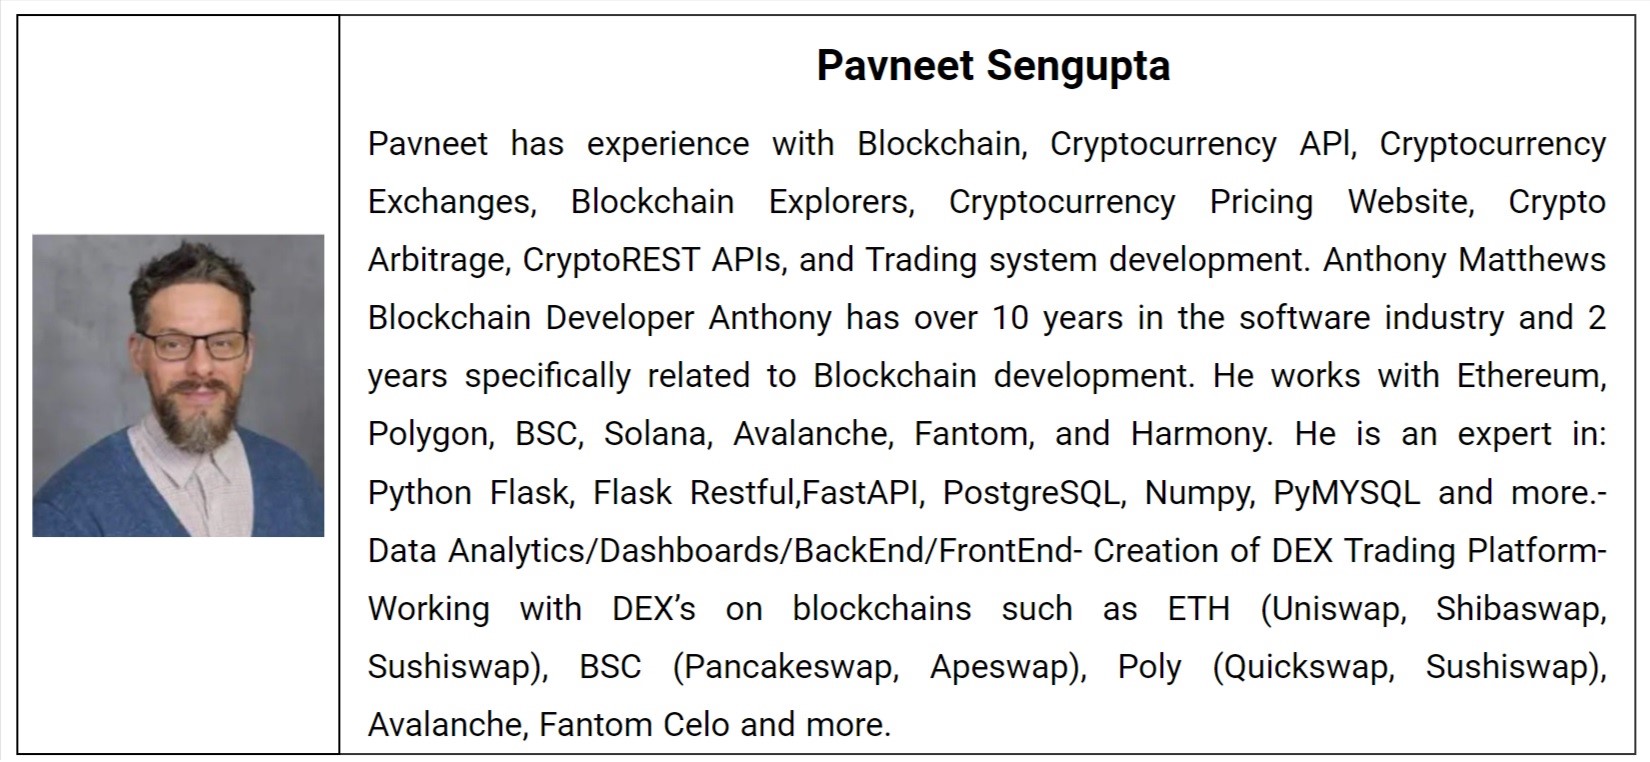 Pavneet Sengupta
Pavneet has experience with Blockchain, Cryptocurrency APl, Cryptocurrency
Exchanges, Blockchain Explorers, Cryptocurrency Pricing Website, Crypto
Arbitrage, CryptoREST APIs, and Trading system development. Anthony Matthews
Blockchain Developer Anthony has over 10 years in the software industry and 2
years specifically related to Blockchain development. He works with Ethereum,
Polygon, BSC, Solana, Avalanche, Fantom, and Harmony. He is an expert in:
Python Flask, Flask Restful,FastAPI, PostgreSQL, Numpy, PyMYSQL and more.-
Data Analytics/Dashboards/BackEnd/FrontEnd- Creation of DEX Trading Platform-
Working with DEX’s on blockchains such as ETH (Uniswap, Shibaswap,
Sushiswap), BSC (Pancakeswap, Apeswap), Poly (Quickswap, Sushiswap),
Avalanche, Fantom Celo and more.